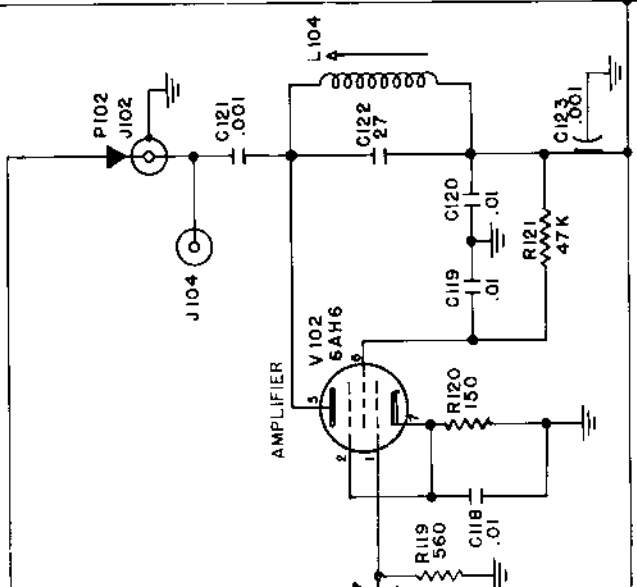 L104
P102
J102
C121
.001
C122
27
C123
.001
J104
C120
.01
C119
.01
R121
47K
V102
6AH6
AMPLIFIER
5
6
2
1
7
R120
150
C118
.01
R119
560